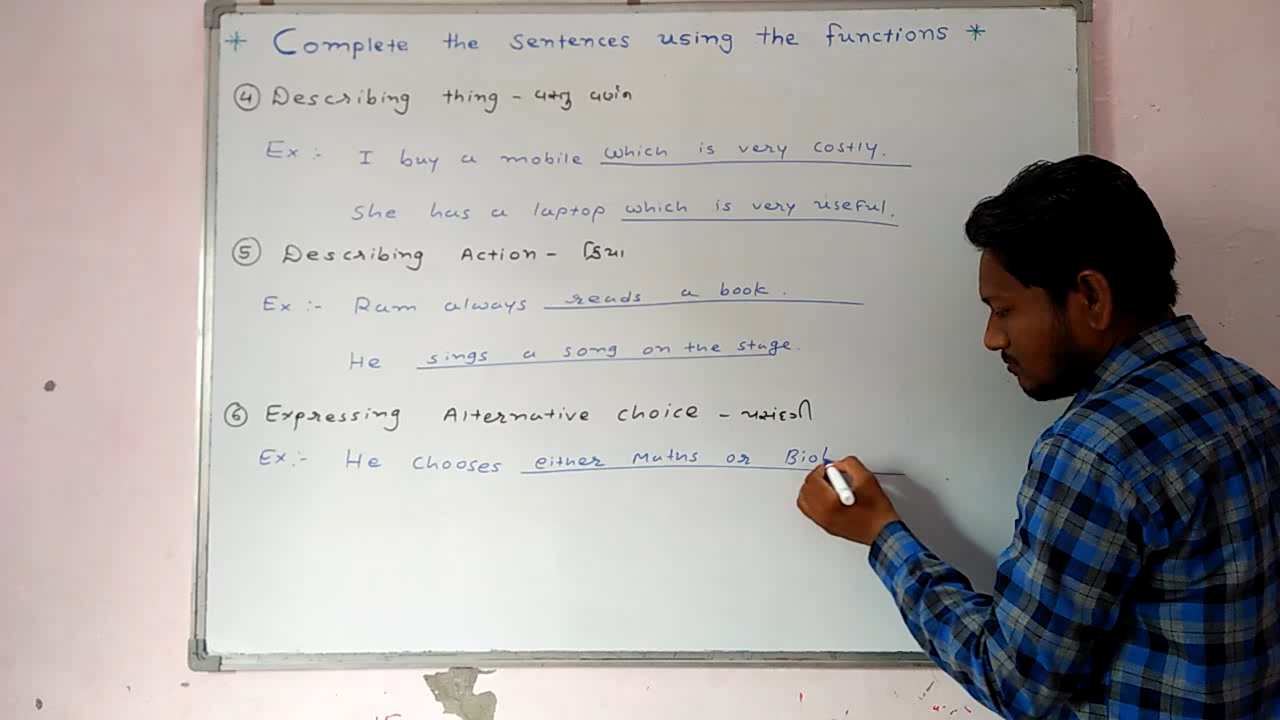 * Complete the sentences using the functions *
④ Describing thing - વસ્તુ વર્ણન
Ex :- I buy a mobile which is very costly.
She has a laptop which is very useful.
⑤ Describing Action - ક્રિયા
Ex :- Ram always reads a book.
He sings a song on the stage.
⑥ Expressing Alternative choice - પસંદગી
Ex :- He chooses either Maths or Biol